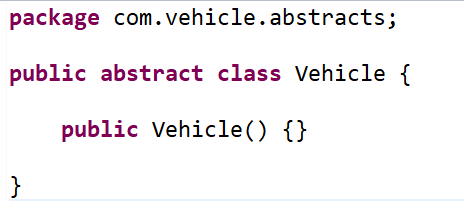 package com.vehicle.abstracts;
public abstract class Vehicle {
    public Vehicle() {}
}